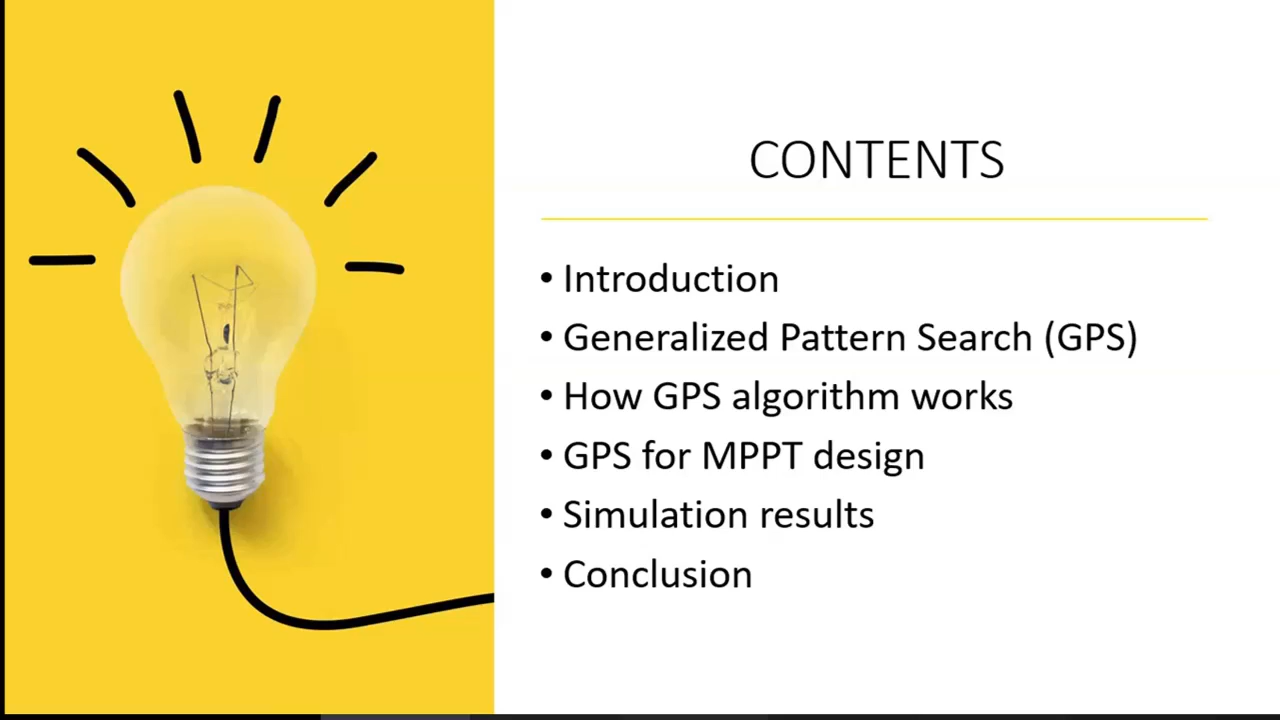 CONTENTS
• Introduction
• Generalized Pattern Search (GPS)
• How GPS algorithm works
• GPS for MPPT design
• Simulation results
• Conclusion